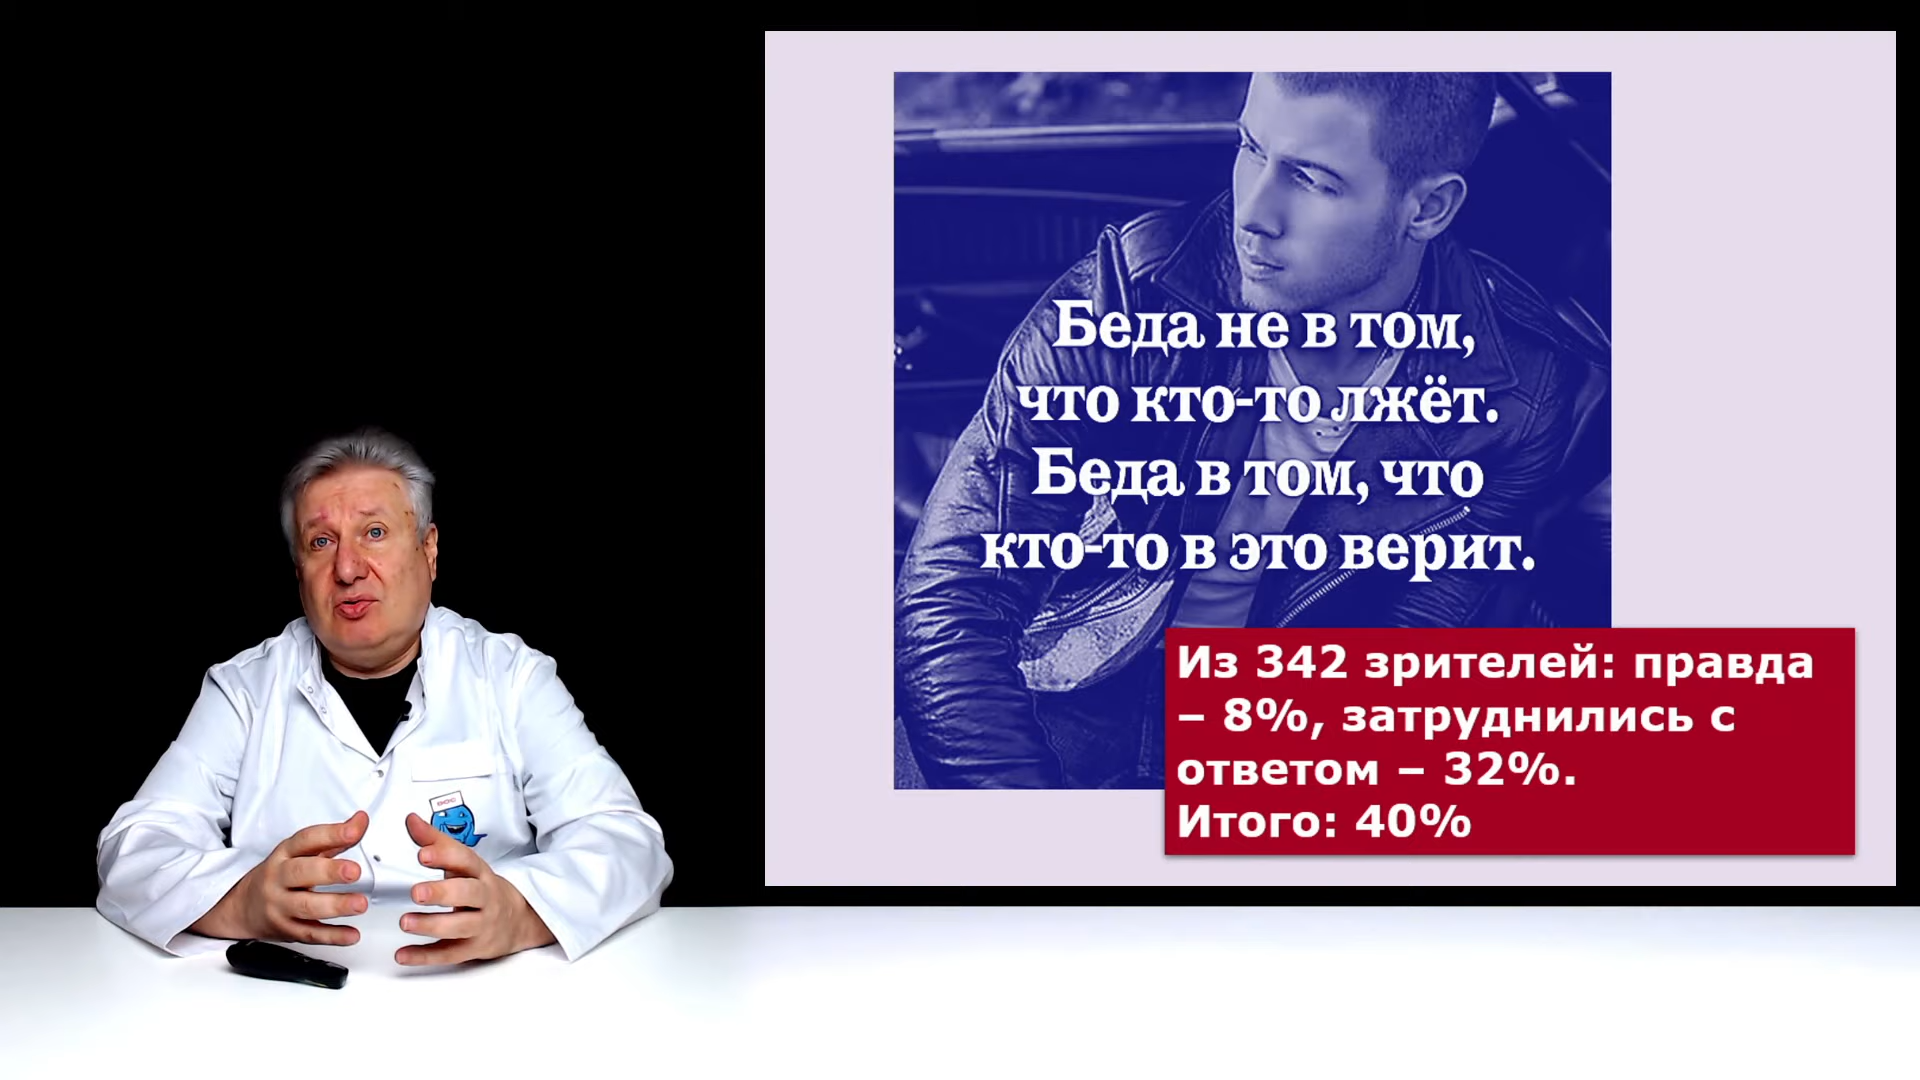 Беда не в том,
что кто-то лжёт.
Беда в том, что
кто-то в это верит.
Из 342 зрителей: правда
– 8%, затруднились с
ответом – 32%.
Итого: 40%